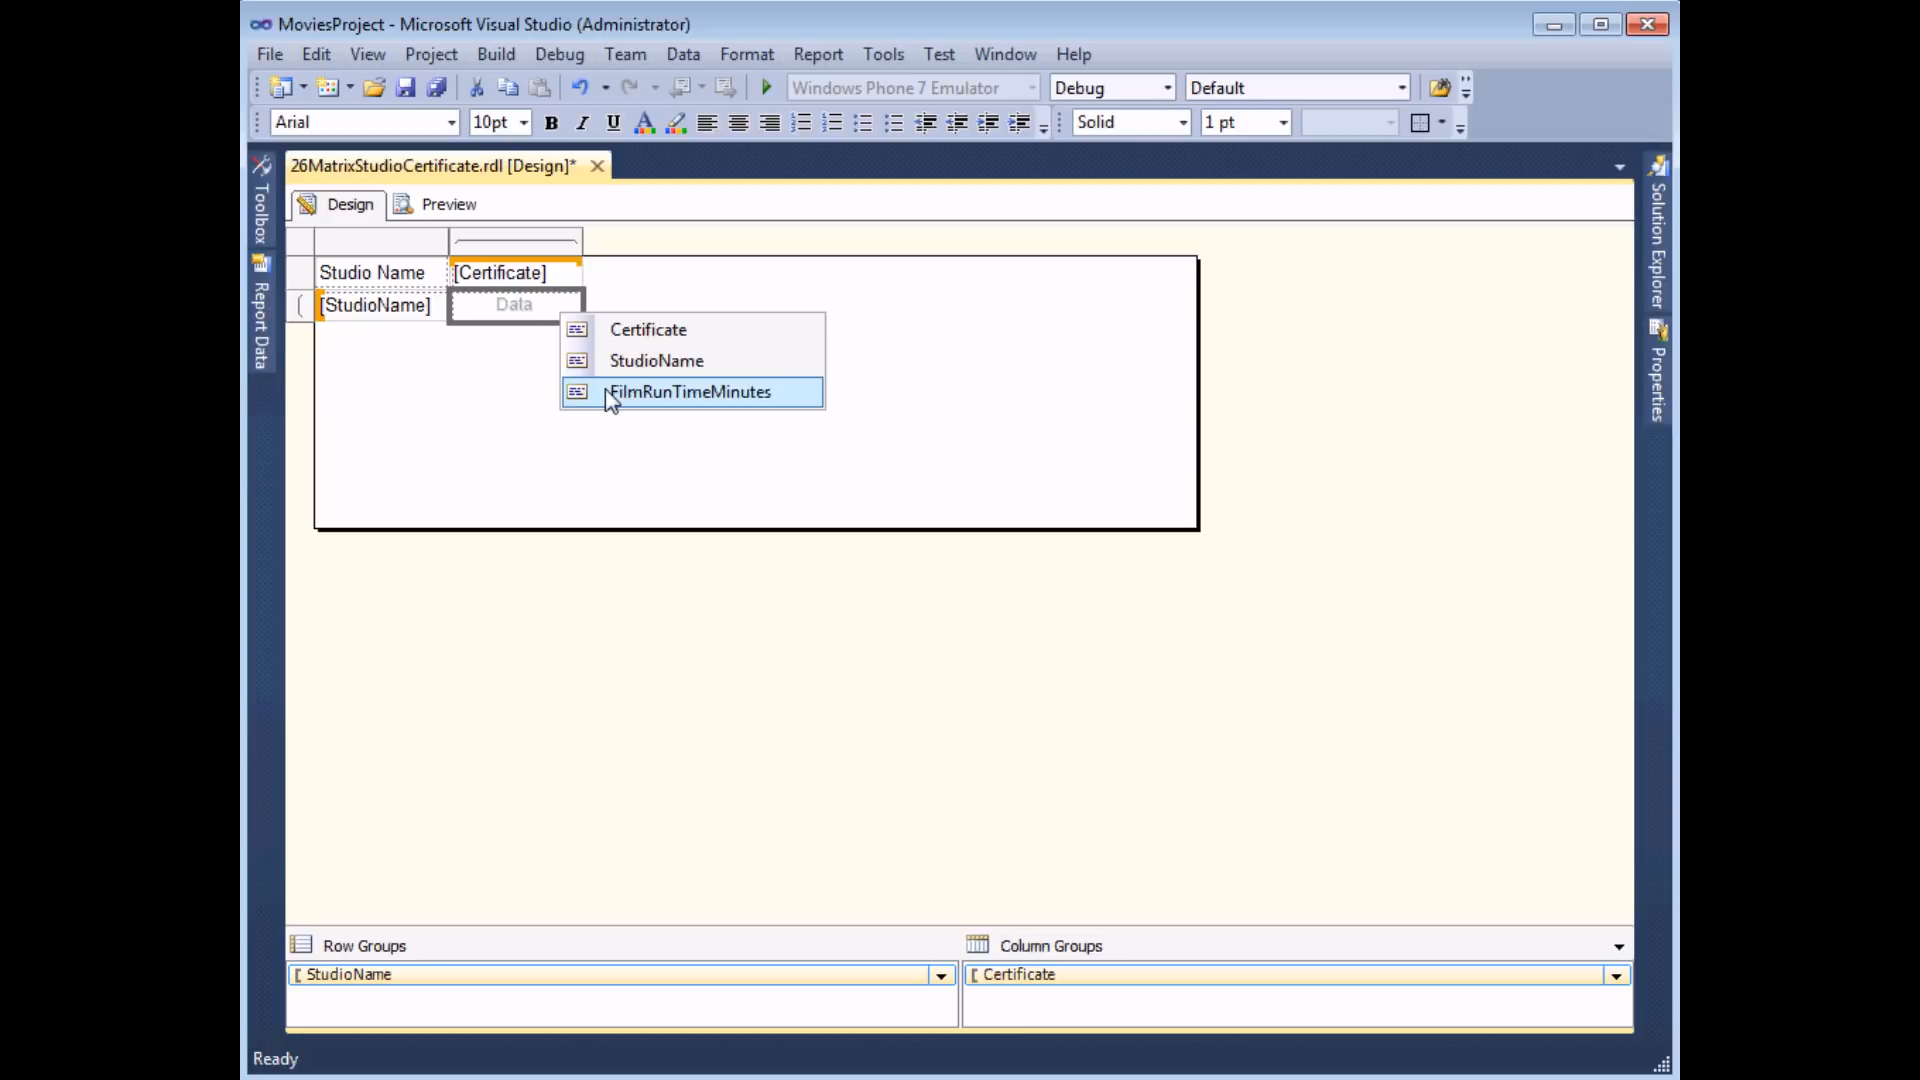 MoviesProject - Microsoft Visual Studio (Administrator)
File Edit View Project Build Debug Team Data Format Report Tools Test Window Help
Windows Phone 7 Emulator Debug Default
Arial 10pt B I U A Solid 1 pt
26MatrixStudioCertificate.rdl [Design]*
Design Preview
Toolbox
Report Data
Solution Explorer
Properties
Studio Name [Certificate]
[StudioName] Data
Certificate
StudioName
FilmRunTimeMinutes
Row Groups
StudioName
Column Groups
Certificate
Ready